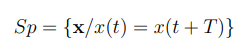 Sp = {x/x(t) = x(t + T)}